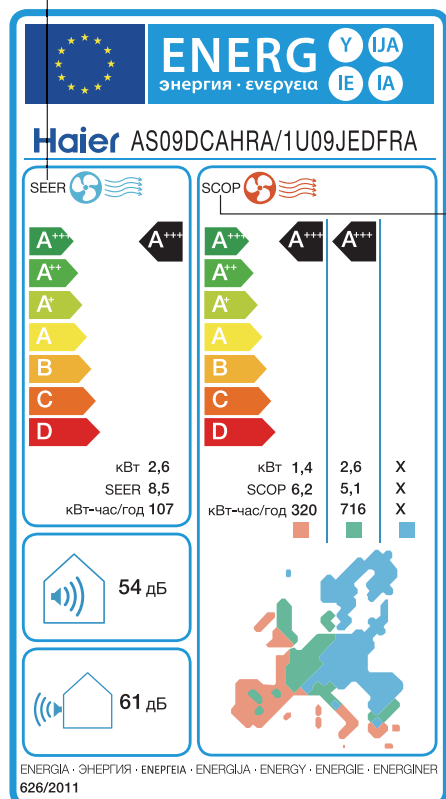 ENERG
енергия · ενεργεια
Y IJA
IE IA
Haier AS09DCAHRA/1U09JEDFRA
SEER
A+++
A+++
A++
A+
A
B
C
D
кВт 2,6
SEER 8,5
кВт-час/год 107
SCOP
A+++
A+++
A+++
A++
A+
A
B
C
D
кВт 1,4 2,6 X
SCOP 6,2 5,1 X
кВт-час/год 320 716 X
54 дБ
61 дБ
ENERGIA · ЭНЕРГИЯ · ΕΝΕΡΓΕΙΑ · ENERGIJA · ENERGY · ENERGIE · ENERGINER
626/2011